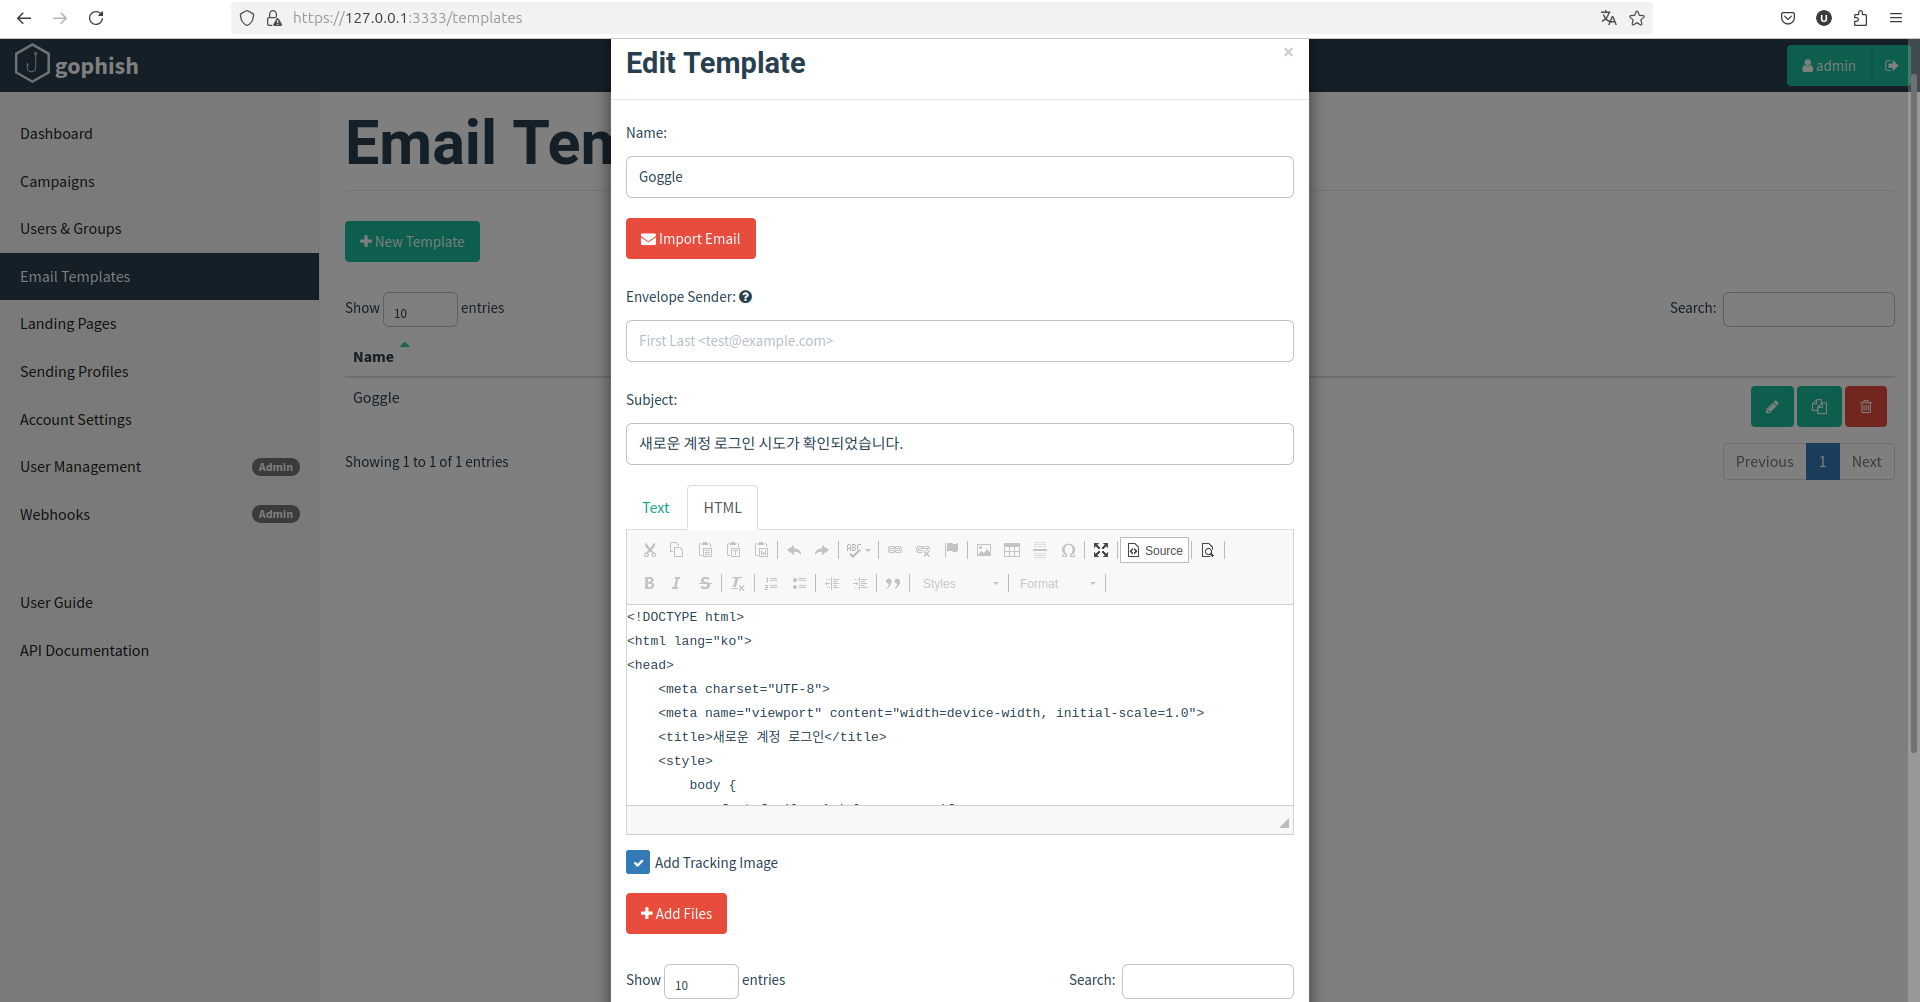 https://127.0.0.1:3333/templates
gophish
admin
Dashboard
Campaigns
Users & Groups
Email Templates
Landing Pages
Sending Profiles
Account Settings
User Management Admin
Webhooks Admin
User Guide
API Documentation
Email Tem
New Template
Show 10 entries
Search:
Name
Goggle
Showing 1 to 1 of 1 entries
Previous 1 Next
Edit Template
×
Name:
Goggle
Import Email
Envelope Sender:
First Last <test@example.com>
Subject:
새로운 계정 로그인 시도가 확인되었습니다.
Text HTML
ABC Source
B I S Styles Format
<!DOCTYPE html>
<html lang="ko">
<head>
<meta charset="UTF-8">
<meta name="viewport" content="width=device-width, initial-scale=1.0">
<title>새로운 계정 로그인</title>
<style>
body {
Add Tracking Image
Add Files
Show 10 entries
Search: